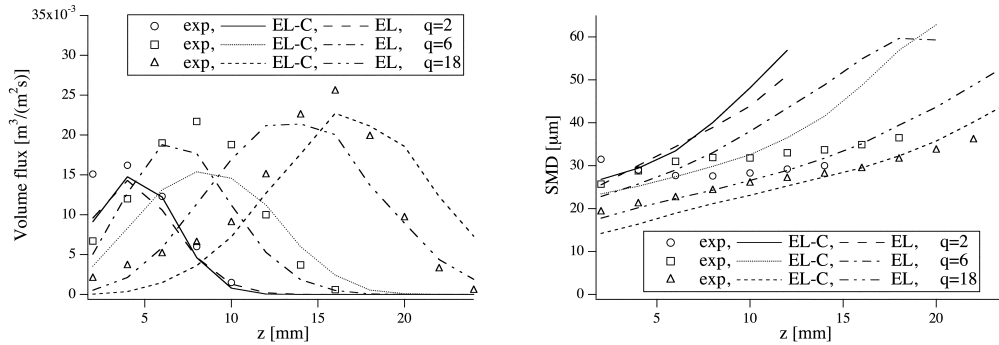 35x10⁻³
30
25
20
15
10
5
0
Volume flux [m³/(m²s)]
exp, EL-C, EL, q=2
exp, EL-C, EL, q=6
exp, EL-C, EL, q=18
5 10 15 20
z [mm]
60
50
40
30
20
10
0
SMD [μm]
exp, EL-C, EL, q=2
exp, EL-C, EL, q=6
exp, EL-C, EL, q=18
5 10 15 20
z [mm]